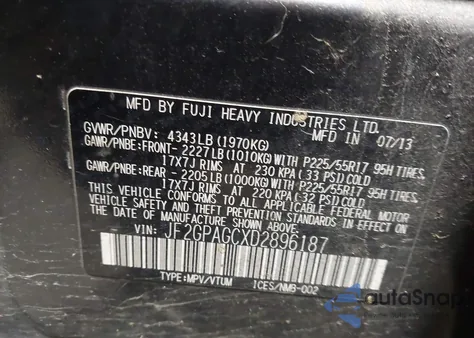 MFD BY FUJI HEAVY INDUSTRIES LTD.
MFD IN 07/13
GVWR/PNBV: 4343LB (1970KG)
GAWR/PNBE: FRONT- 2227LB (1010KG) WITH P225/55R17 95H TIRES
17X7J RIMS AT 230 KPA ( 33 PSI) COLD
GAWR/PNBE: REAR - 2205LB (1000KG) WITH P225/55R17 95H TIRES
17X7J RIMS AT 220 KPA ( 32 PSI) COLD
THIS VEHICLE CONFORMS TO ALL APPLICABLE FEDERAL MOTOR
VEHICLE SAFETY, BUMPER, AND THEFT PREVENTION STANDARDS IN EFFECT
ON THE DATE OF MANUFACTURE SHOWN ABOVE.
VIN: JF2GPAGCXD2896187
TYPE: MPV/VTUM ICES/NMB-002
autoSnap